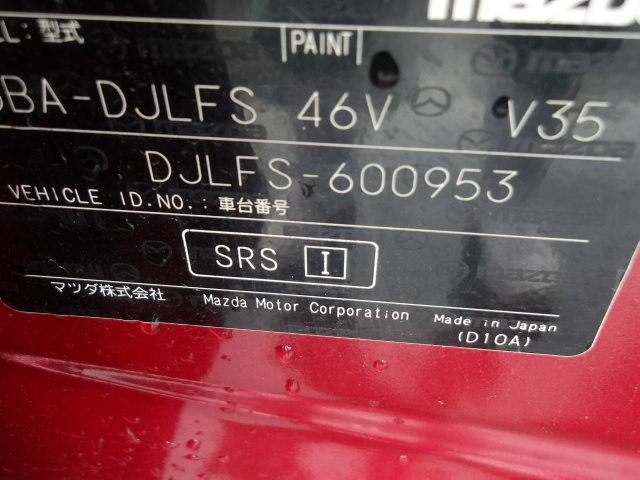 mazda
型式
PAINT
BA-DJLFS 46V V35
DJLFS-600953
VEHICLE ID.NO.:車台番号
SRS I
マツダ株式会社 Mazda Motor Corporation Made in Japan
(D10A)